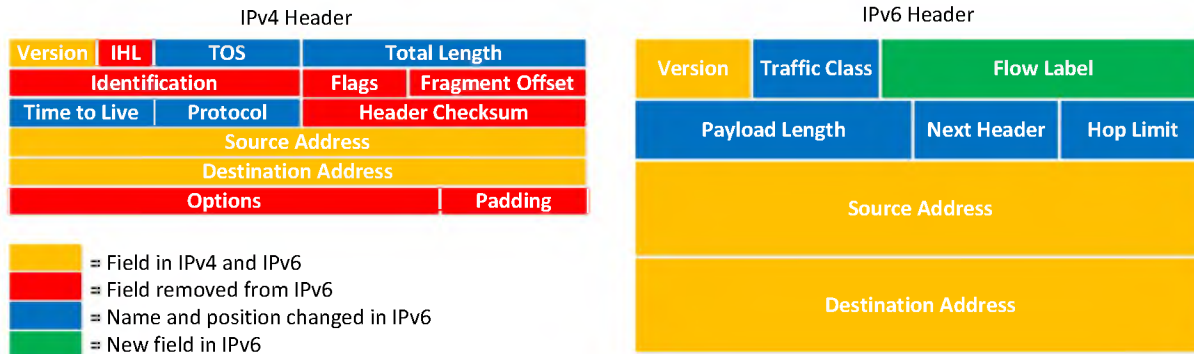 IPv4 Header
Version IHL TOS Total Length
Identification Flags Fragment Offset
Time to Live Protocol Header Checksum
Source Address
Destination Address
Options Padding
= Field in IPv4 and IPv6
= Field removed from IPv6
= Name and position changed in IPv6
= New field in IPv6
IPv6 Header
Version Traffic Class Flow Label
Payload Length Next Header Hop Limit
Source Address
Destination Address